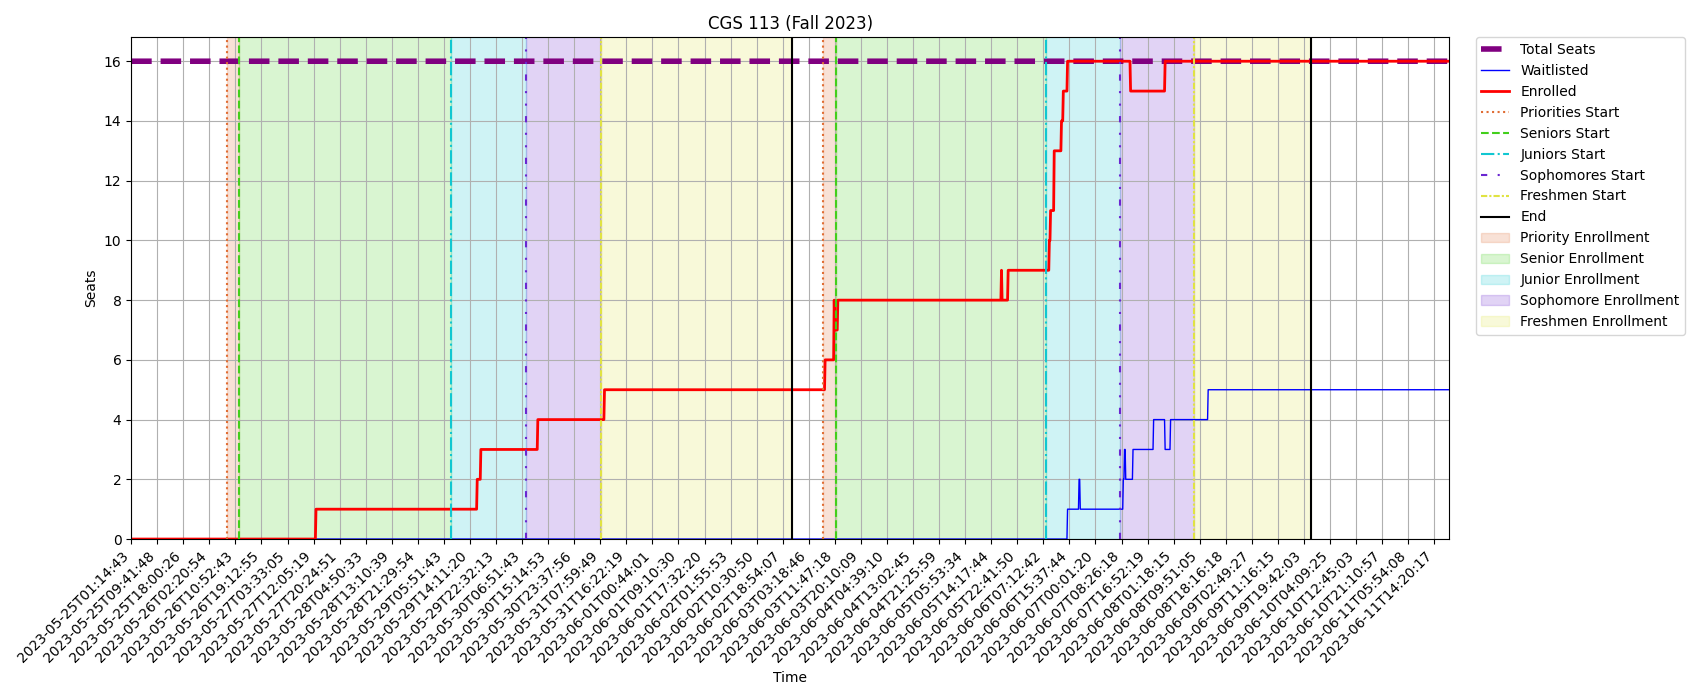 CGS 113 (Fall 2023)
Seats
16
14
12
10
8
6
4
2
0
2023-05-25T01:14:43
2023-05-25T09:41:48
2023-05-25T18:00:26
2023-05-26T02:20:54
2023-05-26T10:52:43
2023-05-26T19:12:55
2023-05-27T03:33:05
2023-05-27T12:05:19
2023-05-27T20:24:51
2023-05-28T04:50:33
2023-05-28T13:10:39
2023-05-28T21:29:54
2023-05-29T05:51:43
2023-05-29T14:11:20
2023-05-29T22:32:13
2023-05-30T06:51:43
2023-05-30T15:14:53
2023-05-30T23:37:56
2023-05-31T07:59:49
2023-05-31T16:22:19
2023-06-01T00:44:01
2023-06-01T09:10:30
2023-06-01T17:32:20
2023-06-02T01:55:53
2023-06-02T10:30:50
2023-06-02T18:54:07
2023-06-03T03:18:46
2023-06-03T11:47:18
2023-06-03T20:10:09
2023-06-04T04:39:10
2023-06-04T13:02:45
2023-06-04T21:25:59
2023-06-05T05:53:34
2023-06-05T14:17:44
2023-06-05T22:41:50
2023-06-06T07:12:42
2023-06-06T15:37:44
2023-06-07T00:01:20
2023-06-07T08:26:18
2023-06-07T16:52:19
2023-06-08T01:18:15
2023-06-08T09:51:05
2023-06-08T18:16:18
2023-06-09T02:49:27
2023-06-09T11:16:15
2023-06-09T19:42:03
2023-06-10T04:09:25
2023-06-10T12:45:03
2023-06-10T21:10:57
2023-06-11T05:54:08
2023-06-11T14:20:17
Time
Total Seats
Waitlisted
Enrolled
Priorities Start
Seniors Start
Juniors Start
Sophomores Start
Freshmen Start
End
Priority Enrollment
Senior Enrollment
Junior Enrollment
Sophomore Enrollment
Freshmen Enrollment